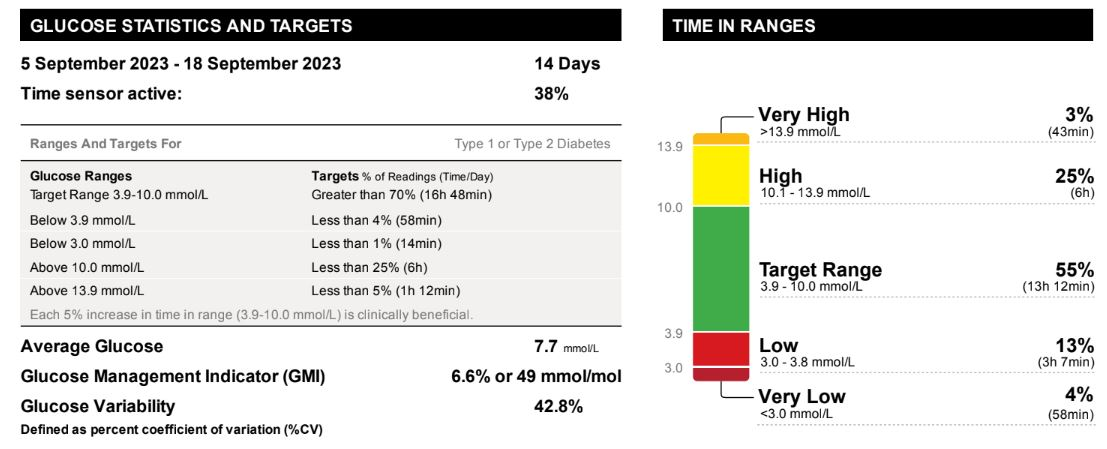 GLUCOSE STATISTICS AND TARGETS
5 September 2023 - 18 September 2023 14 Days
Time sensor active: 38%
Ranges And Targets For Type 1 or Type 2 Diabetes
Glucose Ranges Targets % of Readings (Time/Day)
Target Range 3.9-10.0 mmol/L Greater than 70% (16h 48min)
Below 3.9 mmol/L Less than 4% (58min)
Below 3.0 mmol/L Less than 1% (14min)
Above 10.0 mmol/L Less than 25% (6h)
Above 13.9 mmol/L Less than 5% (1h 12min)
Each 5% increase in time in range (3.9-10.0 mmol/L) is clinically beneficial.
Average Glucose 7.7 mmol/L
Glucose Management Indicator (GMI) 6.6% or 49 mmol/mol
Glucose Variability 42.8%
Defined as percent coefficient of variation (%CV)
TIME IN RANGES
Very High 3%
>13.9 mmol/L (43min)
13.9
High 25%
10.1 - 13.9 mmol/L (6h)
10.0
Target Range 55%
3.9 - 10.0 mmol/L (13h 12min)
3.9
Low 13%
3.0 - 3.8 mmol/L (3h 7min)
3.0
Very Low 4%
<3.0 mmol/L (58min)